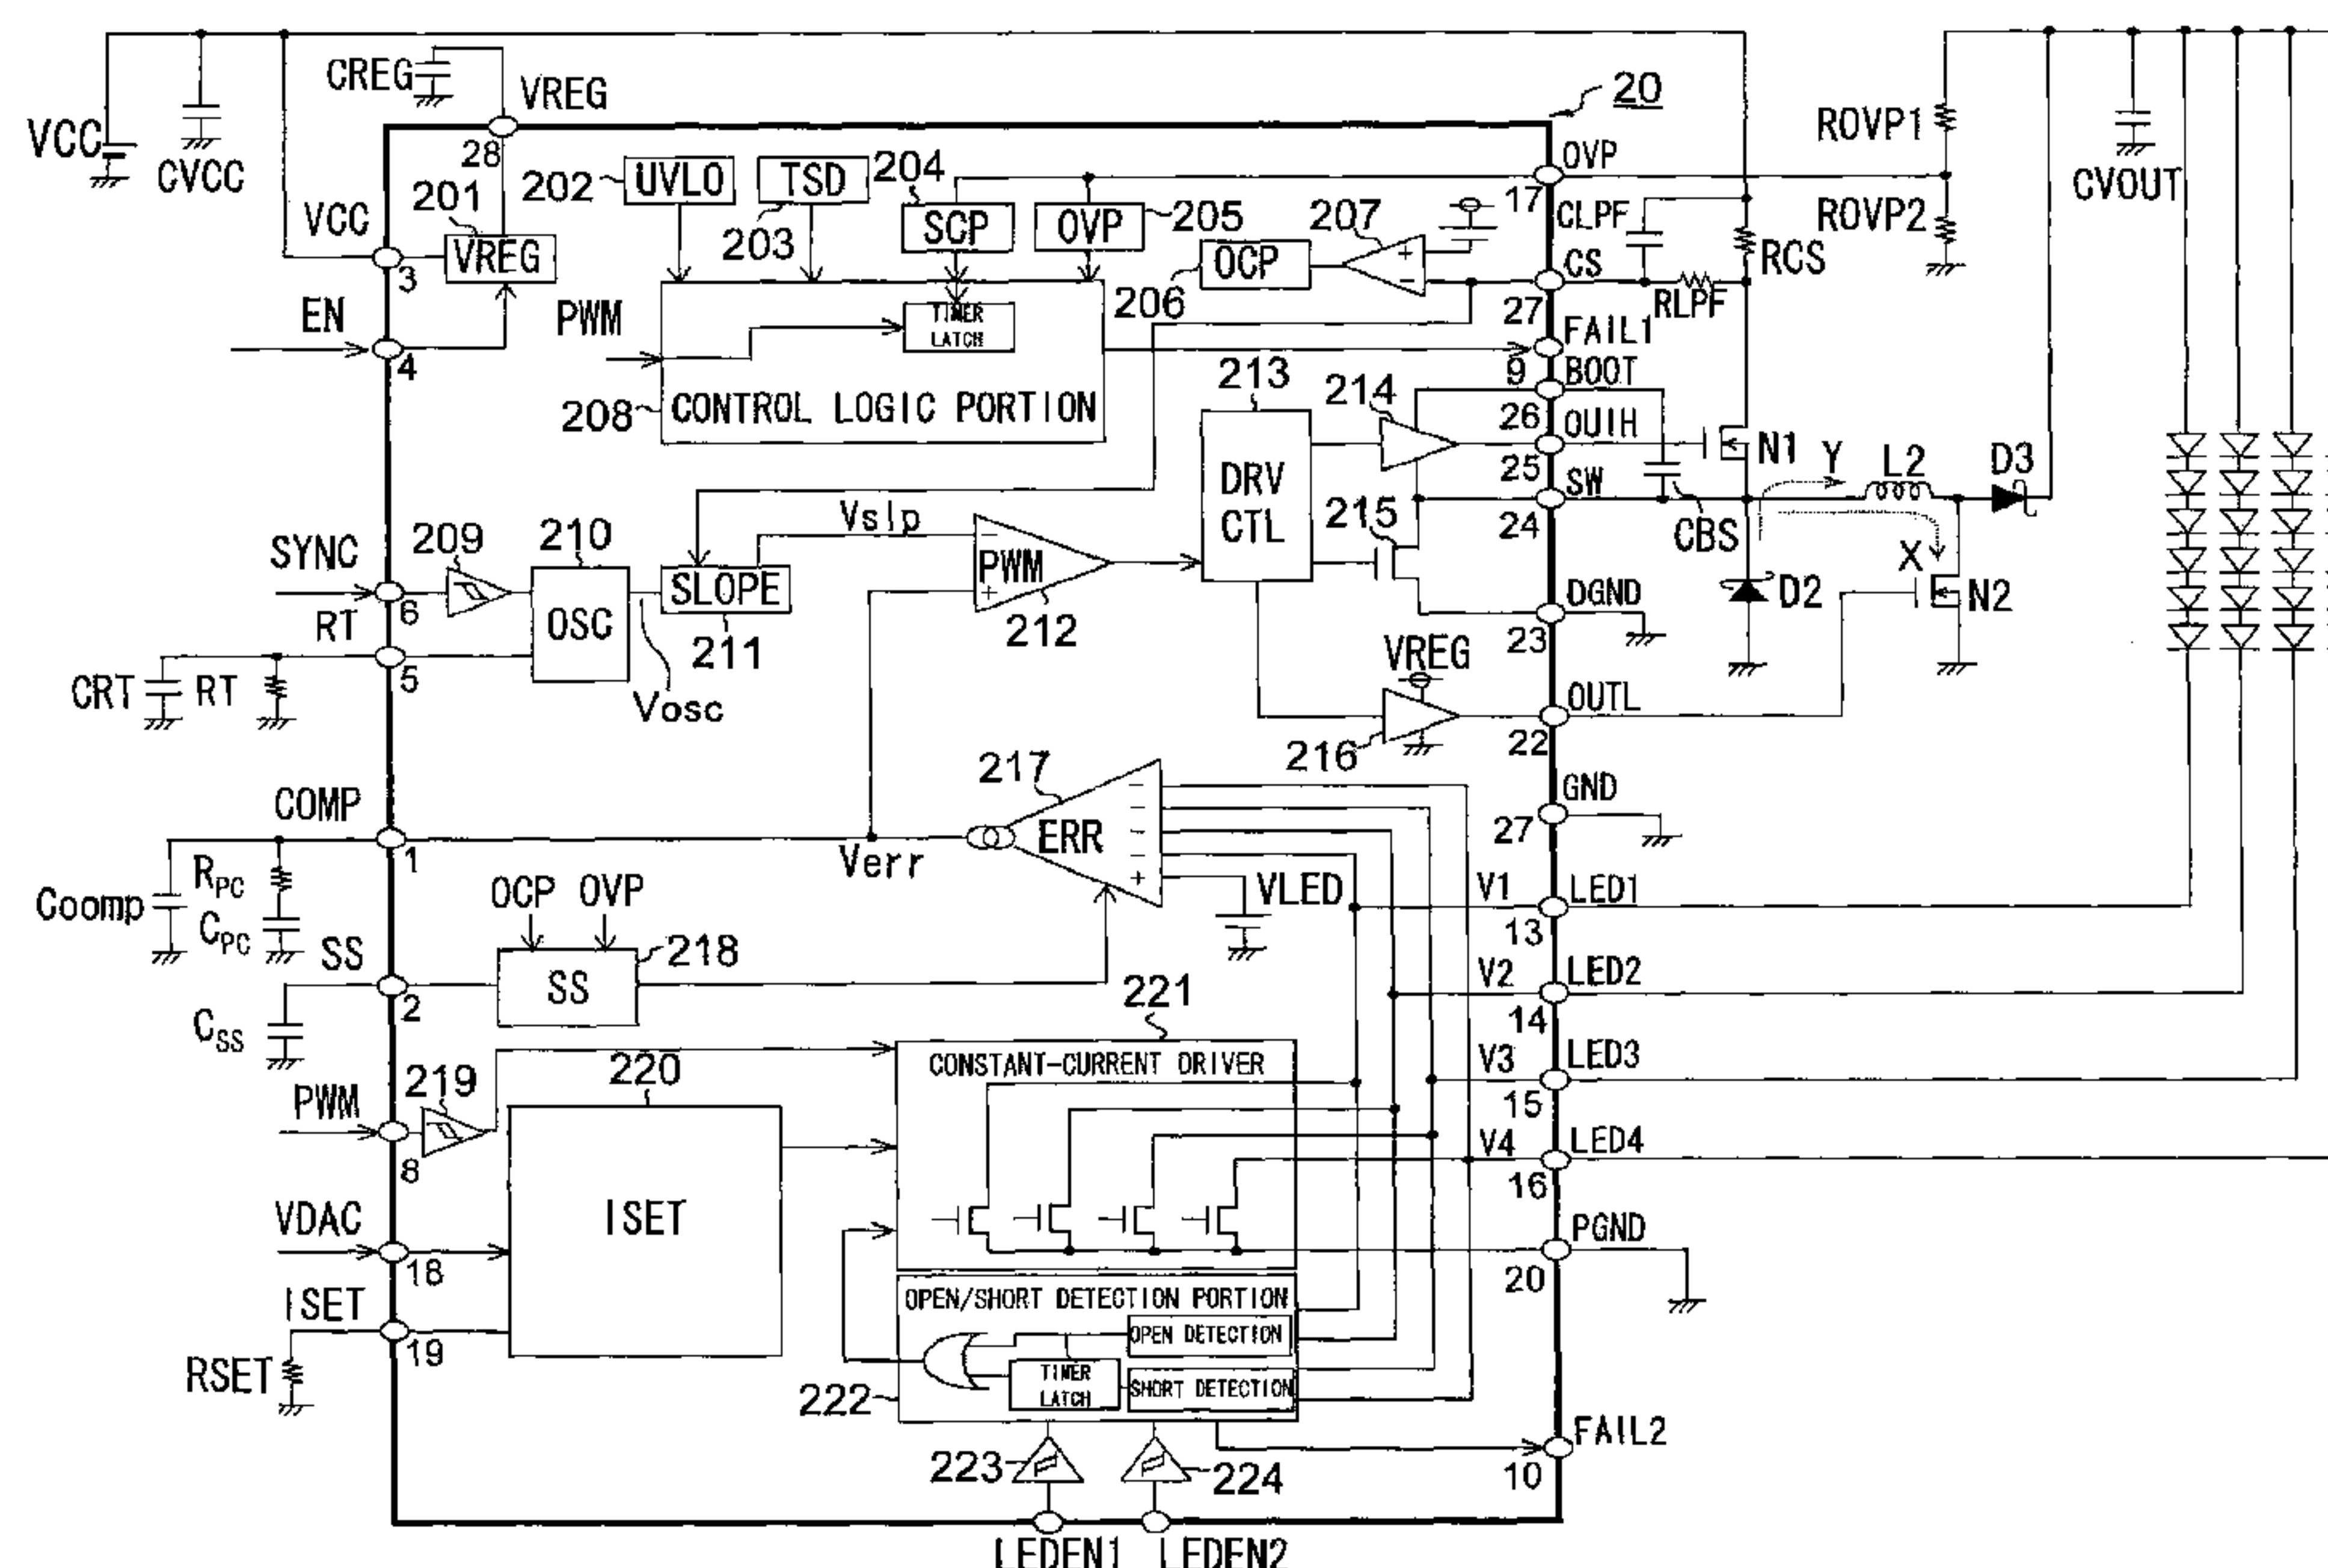 CREG
VREG
20
VCC
CVCC
28
202
UVLO
TSD
204
OVP
17
ROVP1
CVOUT
VCC
201
VREG
203
SCP
OVP
205
207
CLPF
ROVP2
3
OCP
206
CS
27
RCS
RLPF
EN
4
PWM
TIMER
LATCH
FAIL1
9
208
CONTROL LOGIC PORTION
213
214
BOOT
26
OUIH
25
N1
Y
L2
D3
DRV
CTL
215
SW
24
CBS
X
SYNC
209
210
Vslp
6
OSC
SLOPE
211
PWM
212
DGND
23
D2
N2
RT
5
CRT
RT
Vosc
VREG
216
OUTL
22
COMP
1
217
ERR
GND
27
Verr
Coomp
RPC
CPC
OCP
OVP
VLED
V1
LED1
13
SS
2
SS
218
CSS
V2
LED2
14
221
PWM
219
8
220
CONSTANT-CURRENT DRIVER
V3
LED3
15
V4
LED4
16
VDAC
18
ISET
PGND
20
ISET
19
RSET
OPEN/SHORT DETECTION PORTION
OPEN DETECTION
TIMER
LATCH
SHORT DETECTION
222
223
224
FAIL2
10
LEDEN1
LEDEN2